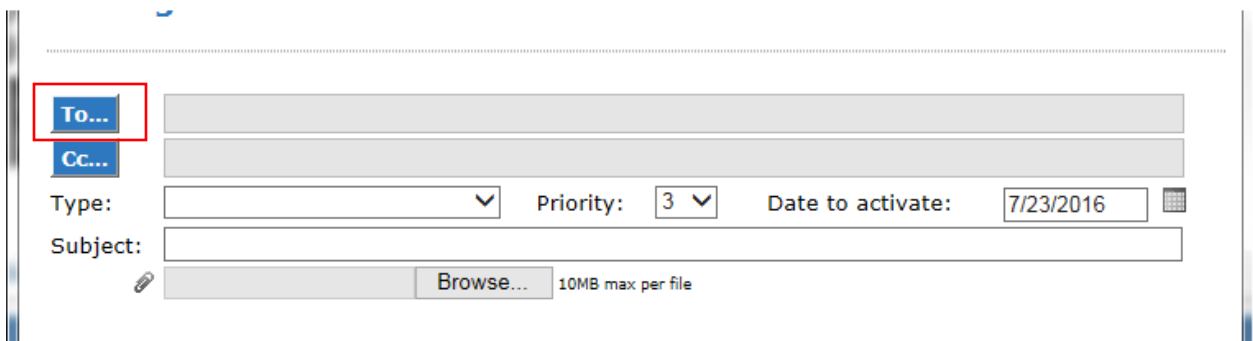 To...
Cc...
Type: Priority: 3 Date to activate: 7/23/2016
Subject:
Browse... 10MB max per file